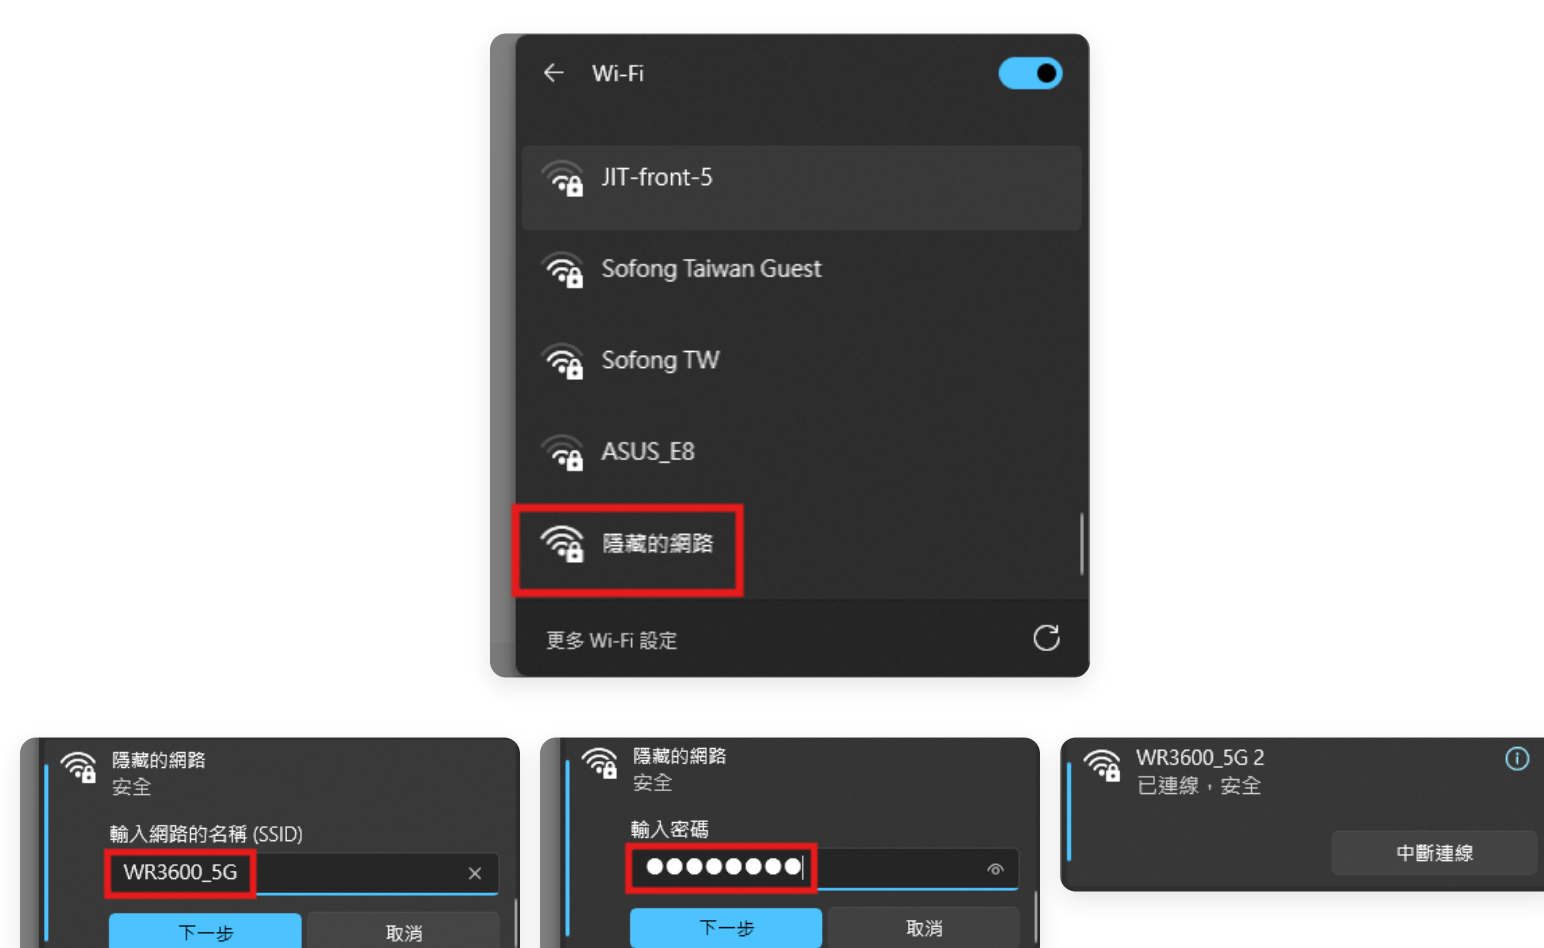 Wi-Fi
JIT-front-5
Sofong Taiwan Guest
Sofong TW
ASUS_E8
隱藏的網路
更多 Wi-Fi 設定
隱藏的網路
安全
輸入網路的名稱 (SSID)
WR3600_5G
下一步
取消
隱藏的網路
安全
輸入密碼
下一步
取消
WR3600_5G 2
已連線，安全
中斷連線